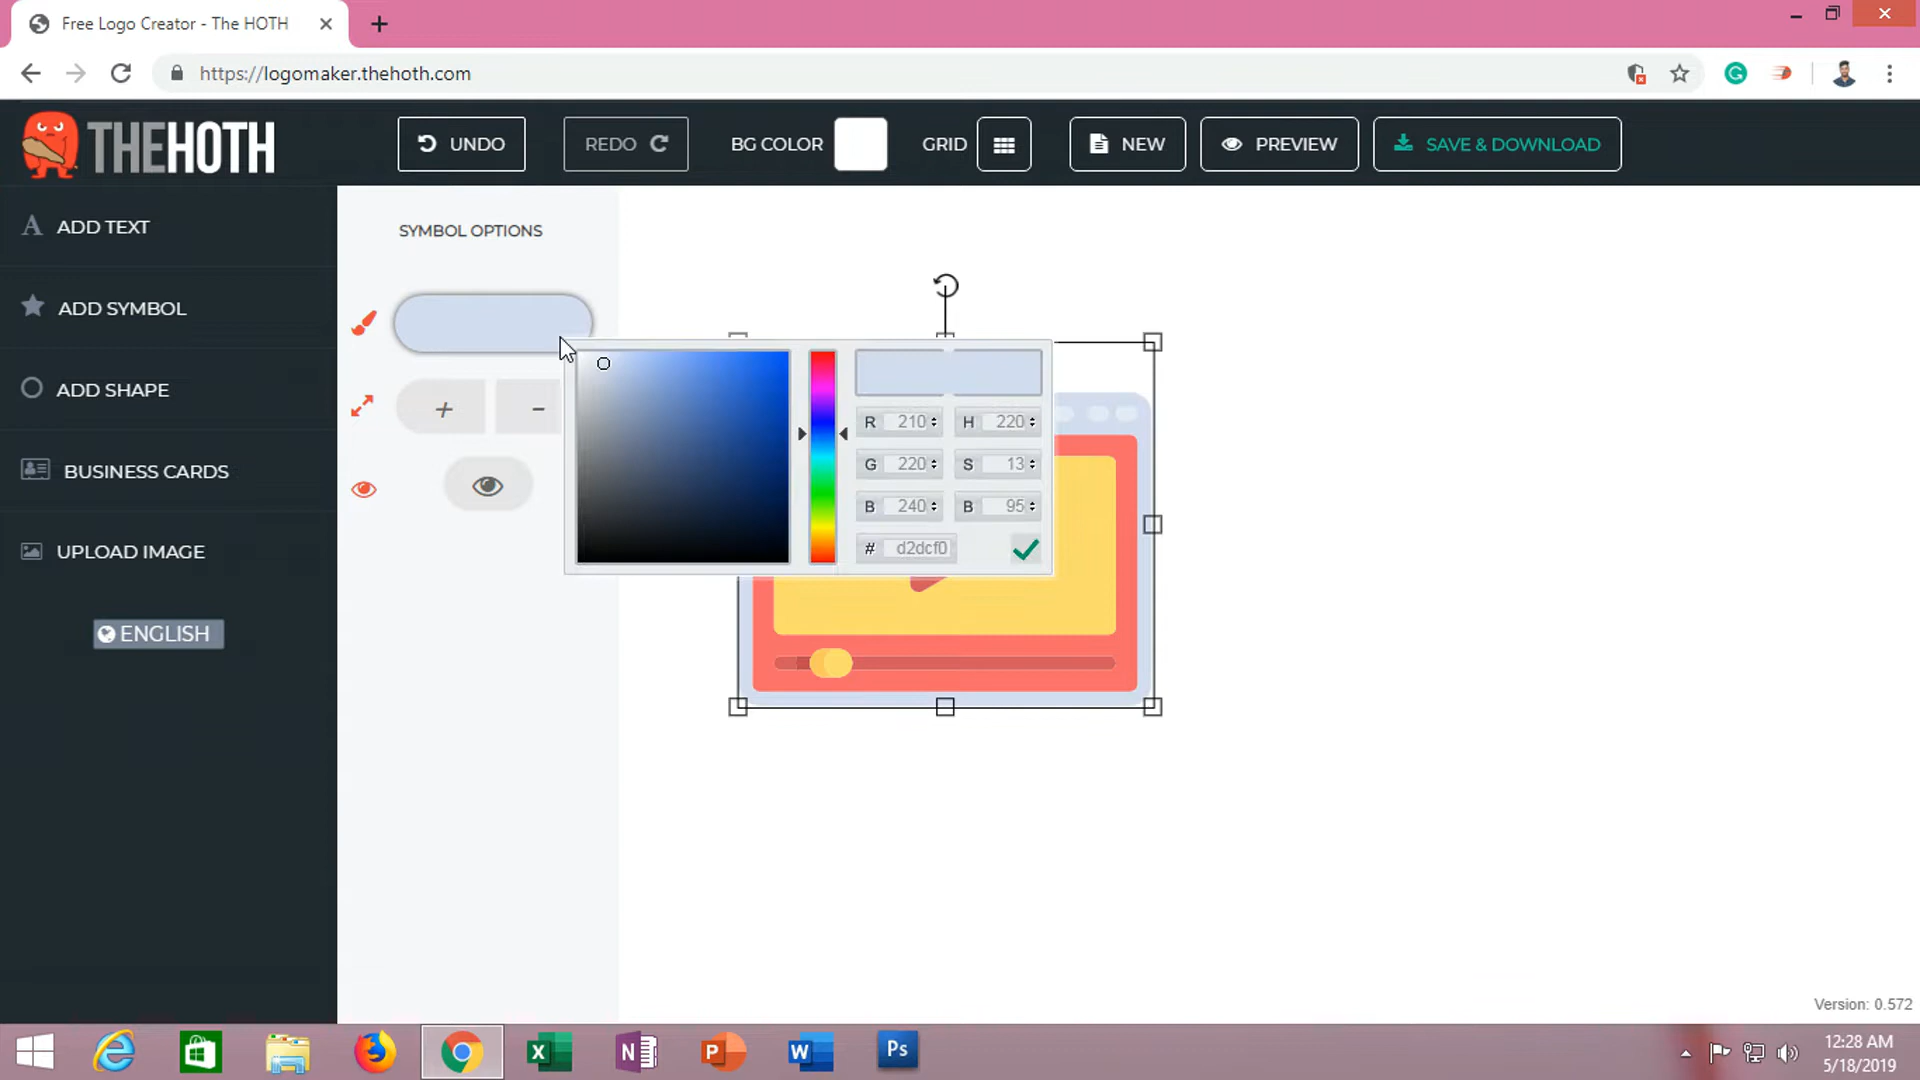 Free Logo Creator - The HOTH
https://logomaker.thehoth.com
THEHOTH
UNDO
REDO
BG COLOR
GRID
NEW
PREVIEW
SAVE & DOWNLOAD
ADD TEXT
ADD SYMBOL
ADD SHAPE
BUSINESS CARDS
UPLOAD IMAGE
ENGLISH
SYMBOL OPTIONS
+ -
R 210 H 220
G 220 S 13
B 240 B 95
# d2dcf0
Version: 0.572
12:28 AM
5/18/2019